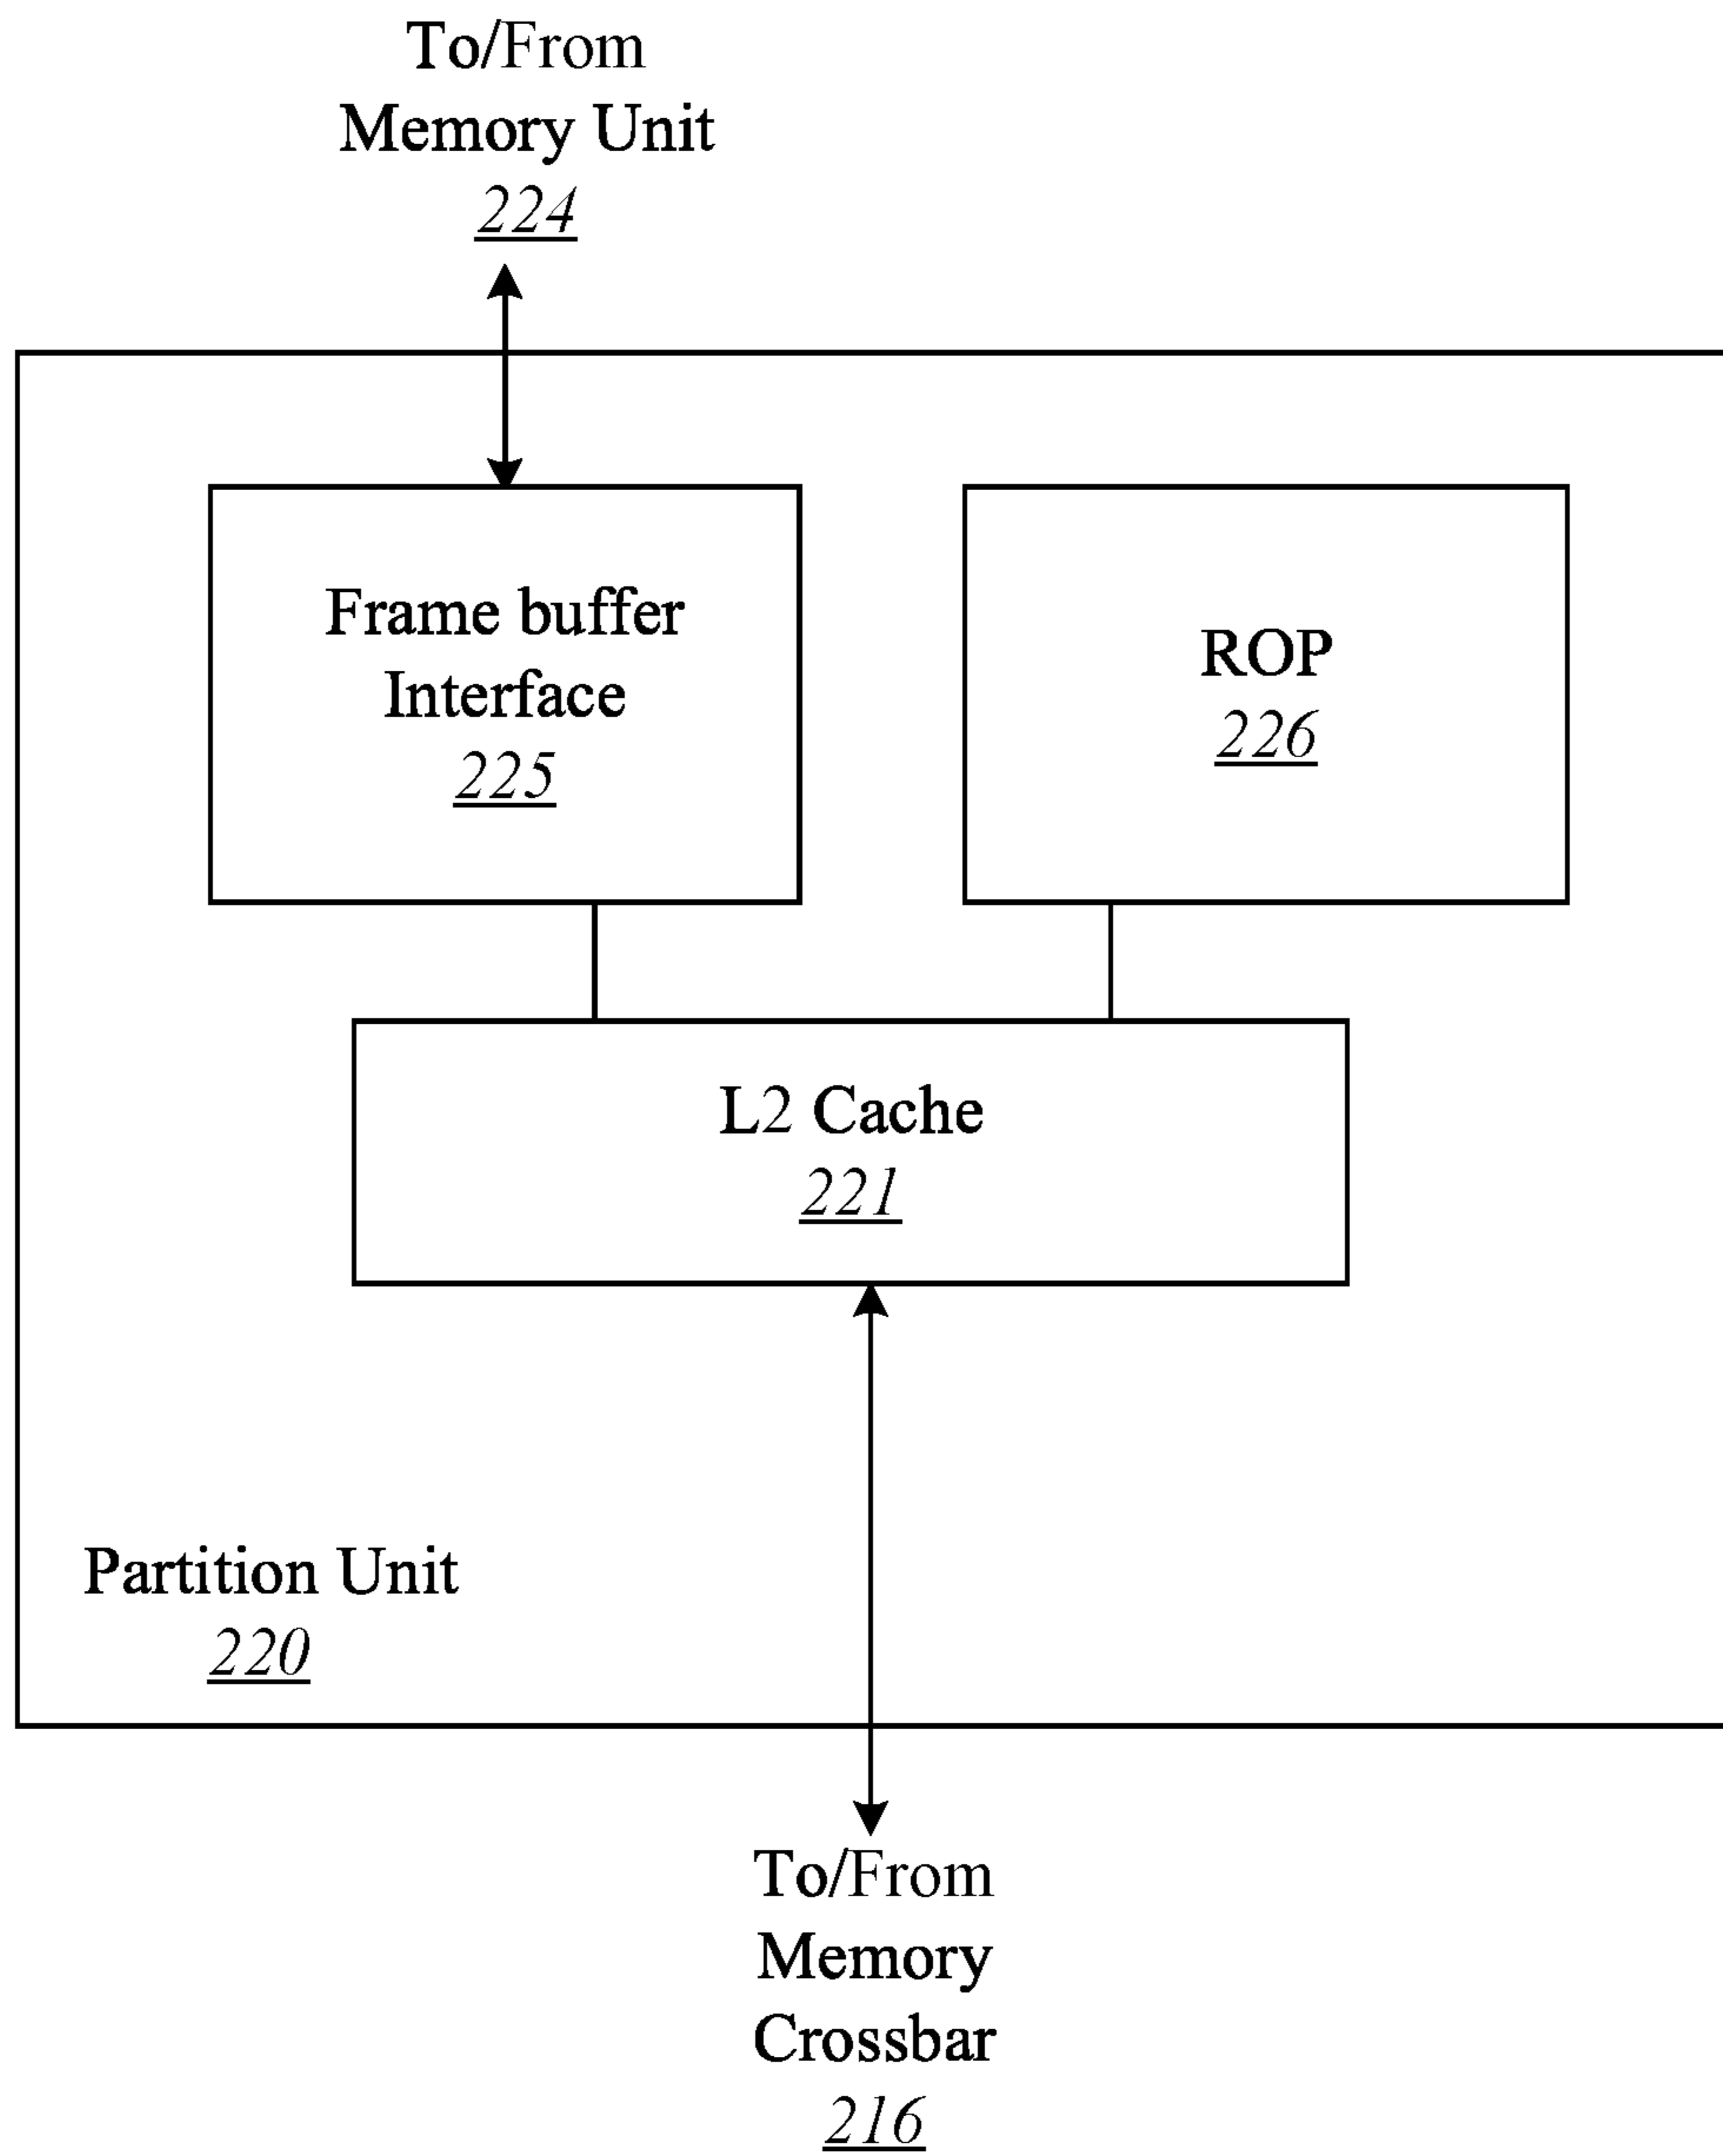 To/From
Memory Unit
224
Frame buffer
Interface
225
ROP
226
L2 Cache
221
Partition Unit
220
To/From
Memory
Crossbar
216